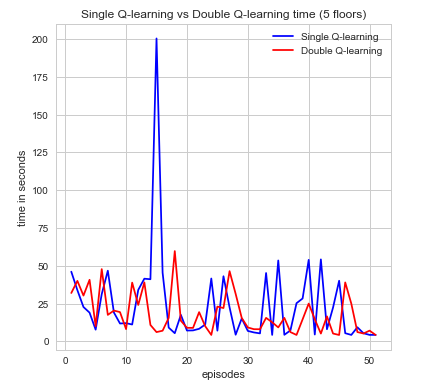 Single Q-learning vs Double Q-learning time (5 floors)
Single Q-learning
Double Q-learning
200
175
150
125
100
75
50
25
0
time in seconds
0 10 20 30 40 50
episodes